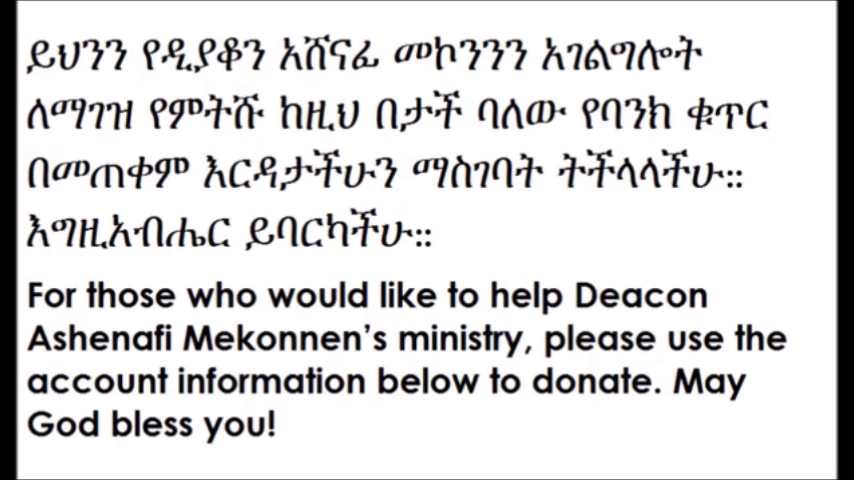 ይህንን የዲያቆን አሸናፊ መኮንንን አገልግሎት
ለማገዝ የምትሹ ከዚህ በታች ባለው የባንክ ቁጥር
በመጠቀም እርዳታችሁን ማስገባት ትችላላችሁ።
እግዚአብሔር ይባርካችሁ።
For those who would like to help Deacon
Ashenafi Mekonnen’s ministry, please use the
account information below to donate. May
God bless you!